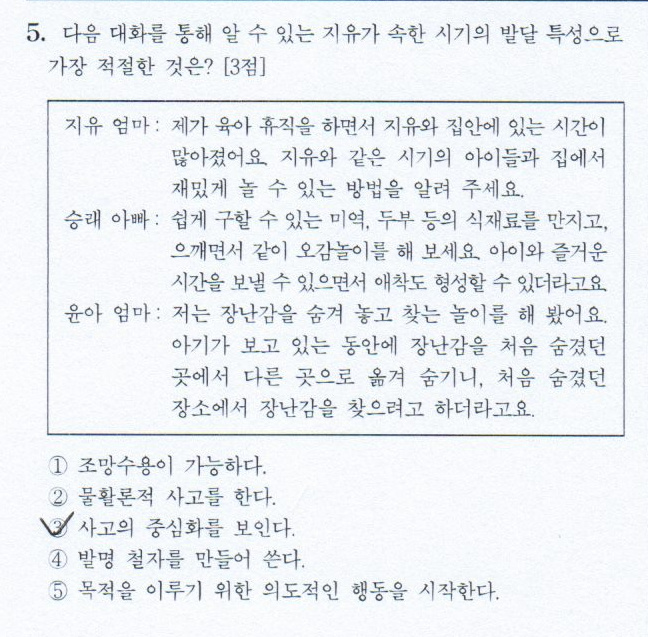 5. 다음 대화를 통해 알 수 있는 지유가 속한 시기의 발달 특성으로
가장 적절한 것은? [3점]
지유 엄마 : 제가 육아 휴직을 하면서 지유와 집안에 있는 시간이
많아졌어요. 지유와 같은 시기의 아이들과 집에서
재밌게 놀 수 있는 방법을 알려 주세요.
승래 아빠 : 쉽게 구할 수 있는 미역, 두부 등의 식재료를 만지고,
으깨면서 같이 오감놀이를 해 보세요. 아이와 즐거운
시간을 보낼 수 있으면서 애착도 형성할 수 있더라고요.
윤아 엄마 : 저는 장난감을 숨겨 놓고 찾는 놀이를 해 봤어요.
아기가 보고 있는 동안에 장난감을 처음 숨겼던
곳에서 다른 곳으로 옮겨 숨기니, 처음 숨겼던
장소에서 장난감을 찾으려고 하더라고요.
① 조망수용이 가능하다.
② 물활론적 사고를 한다.
③ 사고의 중심화를 보인다.
④ 발명 철자를 만들어 쓴다.
⑤ 목적을 이루기 위한 의도적인 행동을 시작한다.